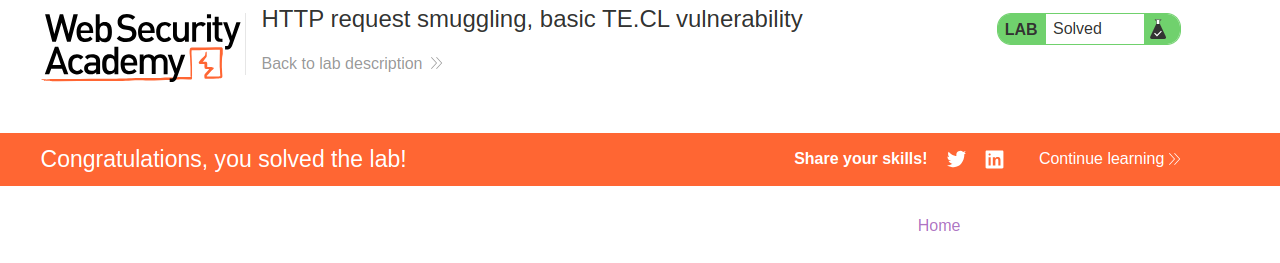 Web Security
Academy
HTTP request smuggling, basic TE.CL vulnerability
Back to lab description
LAB Solved
Congratulations, you solved the lab!
Share your skills!
Continue learning
Home